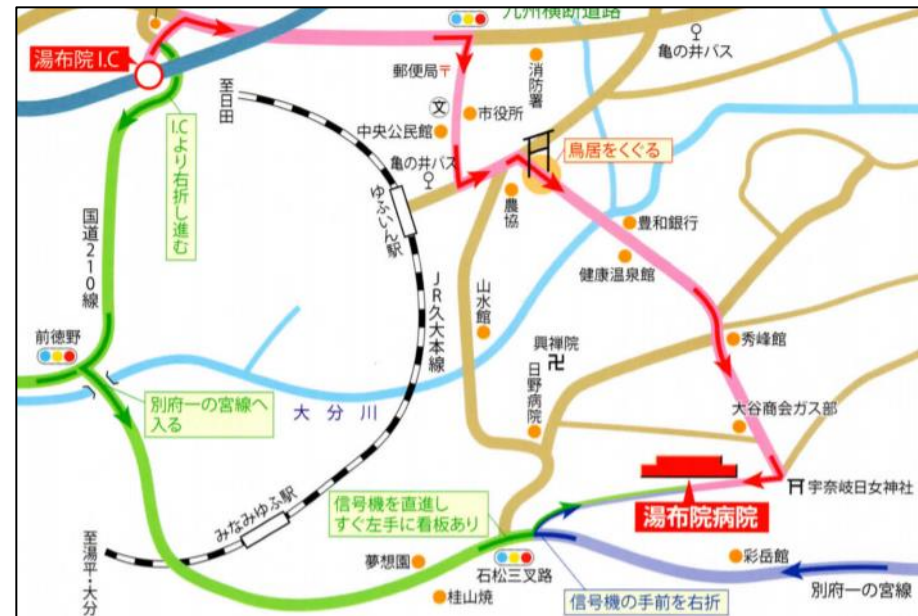 九州横断道路
湯布院 I.C
郵便局〒
消防署
亀の井バス
至日田
文
市役所
中央公民館
I.Cより右折し進む
亀の井バス
鳥居をくぐる
ゆふいん駅
農協
国道210線
豊和銀行
健康温泉館
JR久大本線
山水館
前徳野
興禅院
卍
秀峰館
日野病院
別府一の宮線へ
入る
大分川
大谷商会ガス部
みなみゆふ駅
信号機を直進し
すぐ左手に看板あり
宇奈岐日女神社
湯布院病院
至湯平・大分
夢想園
石松三叉路
彩岳館
桂山焼
信号機の手前を右折
別府一の宮線